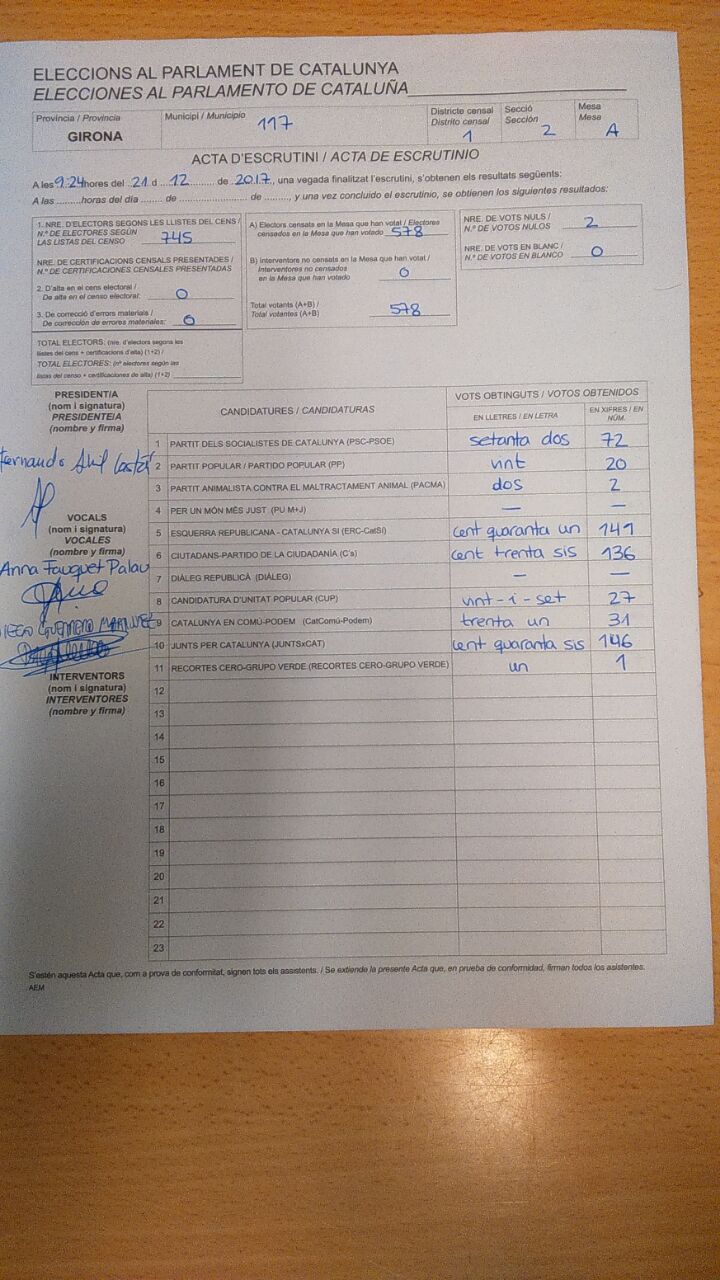 ELECCIONS AL PARLAMENT DE CATALUNYA
ELECCIONES AL PARLAMENTO DE CATALUÑA
Província / Provincia
GIRONA
Municipi / Municipio
117
Districte censal
Distrito censal
1
Secció
Sección
2
Mesa
Mesa
A
ACTA D'ESCRUTINI / ACTA DE ESCRUTINIO
A les 9:24 hores del 21 d 12 de 2017, una vegada finalitzat l'escrutini, s'obtenen els resultats següents:
A las ......... horas del día ........ de ........................ de ........., y una vez concluido el escrutinio, se obtienen los siguientes resultados:
1. NRE. D'ELECTORS SEGONS LES LLISTES DEL CENS /
N.º DE ELECTORES SEGÚN
LAS LISTAS DEL CENSO 745
NRE. DE CERTIFICACIONS CENSALS PRESENTADES /
N.º DE CERTIFICACIONES CENSALES PRESENTADAS
2. D'alta en el cens electoral /
De alta en el censo electoral: 0
3. De correcció d'errors materials /
De corrección de errores materiales: 0
TOTAL ELECTORS: (nre. d'electors segons les
llistes del cens + certificacions d'alta) (1+2) /
TOTAL ELECTORES: (nº electores según las
listas del censo + certificaciones de alta) (1+2)
A) Electors censats en la Mesa que han votat / Electores
censados en la Mesa que han votado 578
B) Interventors no censats en la Mesa que han votat /
Interventores no censados
en la Mesa que han votado 0
Total votants (A+B) /
Total votantes (A+B) 578
NRE. DE VOTS NULS /
N.º DE VOTOS NULOS 2
NRE. DE VOTS EN BLANC /
N.º DE VOTOS EN BLANCO 0
PRESIDENT/A
(nom i signatura)
PRESIDENTE/A
(nombre y firma)
VOCALS
(nom i signatura)
VOCALES
(nombre y firma)
Anna Fauquet Palau
DIEGO GUERRERO MARTINEZ
INTERVENTORS
(nom i signatura)
INTERVENTORES
(nombre y firma)
CANDIDATURES / CANDIDATURAS
VOTS OBTINGUTS / VOTOS OBTENIDOS
EN LLETRES / EN LETRA
EN XIFRES / EN NÚM.
1 PARTIT DELS SOCIALISTES DE CATALUNYA (PSC-PSOE) setanta dos 72
2 PARTIT POPULAR / PARTIDO POPULAR (PP) vint 20
3 PARTIT ANIMALISTA CONTRA EL MALTRACTAMENT ANIMAL (PACMA) dos 2
4 PER UN MÓN MÉS JUST (PU M+J) — —
5 ESQUERRA REPUBLICANA - CATALUNYA SI (ERC-CatSí) cent quaranta un 141
6 CIUTADANS-PARTIDO DE LA CIUDADANÍA (C's) cent trenta sis 136
7 DIÀLEG REPUBLICÀ (DIÀLEG) — —
8 CANDIDATURA D'UNITAT POPULAR (CUP) vint-i-set 27
9 CATALUNYA EN COMÚ-PODEM (CatComú-Podem) trenta un 31
10 JUNTS PER CATALUNYA (JUNTSxCAT) cent quaranta sis 146
11 RECORTES CERO-GRUPO VERDE (RECORTES CERO-GRUPO VERDE) un 1
12
13
14
15
16
17
18
19
20
21
22
23
S'estén aquesta Acta que, com a prova de conformitat, signen tots els assistents. / Se extiende la presente Acta que, en prueba de conformidad, firman todos los asistentes.
AEM